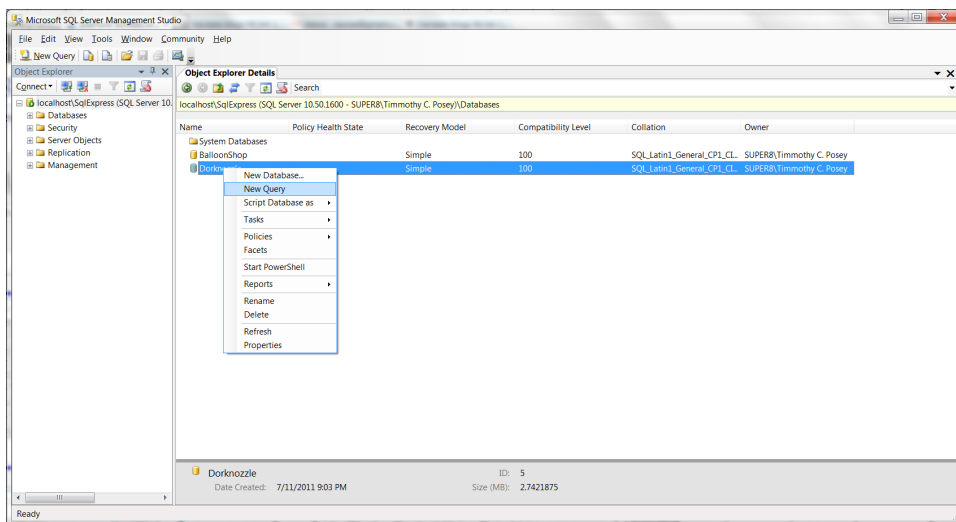 Microsoft SQL Server Management Studio
File Edit View Tools Window Community Help
New Query
Object Explorer
Connect
localhost\SqlExpress (SQL Server 10.
Databases
Security
Server Objects
Replication
Management
Object Explorer Details
Search
localhost\SqlExpress (SQL Server 10.50.1600 - SUPER8\Timmothy C. Posey)\Databases
Name Policy Health State Recovery Model Compatibility Level Collation Owner
System Databases
BalloonShop Simple 100 SQL_Latin1_General_CP1_CI... SUPER8\Timmothy C. Posey
Dorknozzle Simple 100 SQL_Latin1_General_CP1_CI... SUPER8\Timmothy C. Posey
New Database...
New Query
Script Database as
Tasks
Policies
Facets
Start PowerShell
Reports
Rename
Delete
Refresh
Properties
Dorknozzle ID: 5
Date Created: 7/11/2011 9:03 PM Size (MB): 2.7421875
Ready